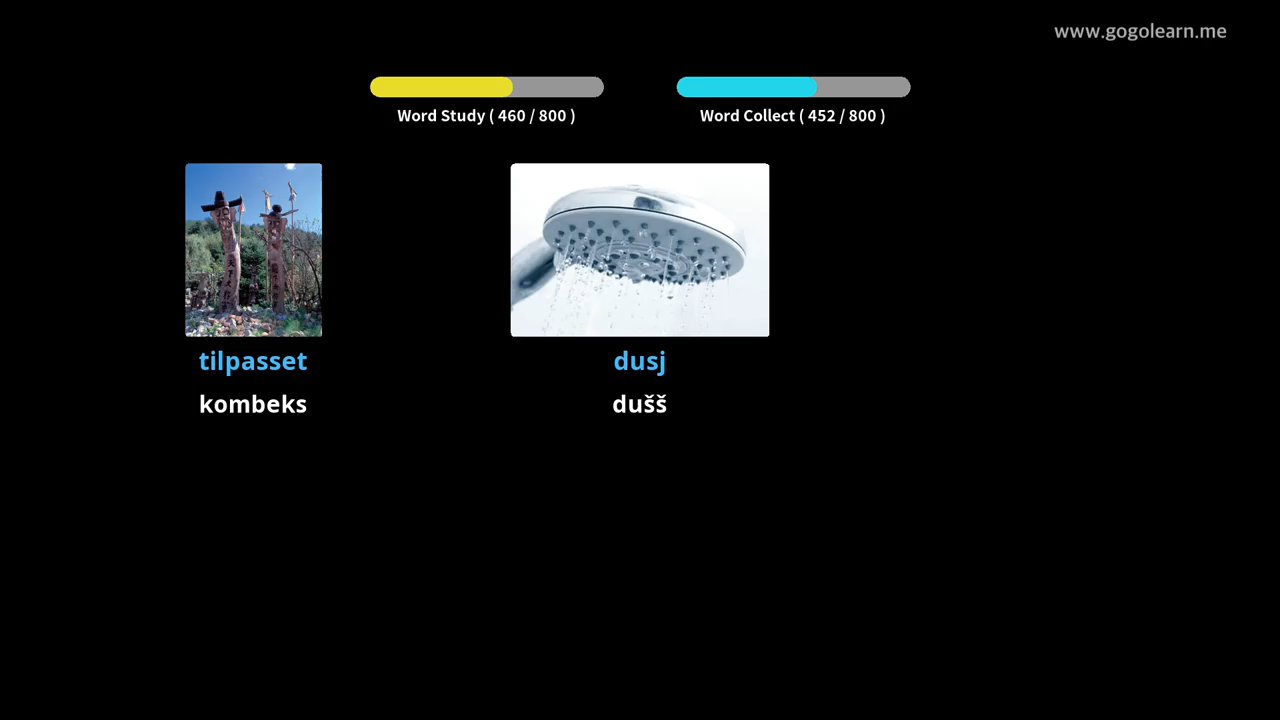 www.gogolearn.me
Word Study ( 460 / 800 )
Word Collect ( 452 / 800 )
tilpasset
dusj
kombeks
dušš